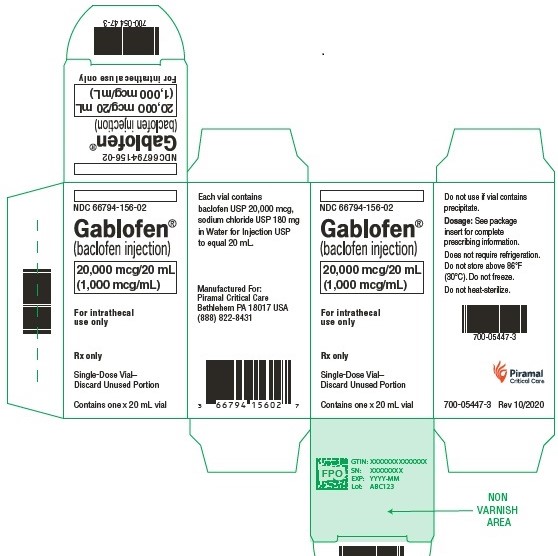 700-05447-3
For intrathecal use only
(1,000 mcg/mL)
20,000 mcg/20 mL
(baclofen injection)
Gablofen®
NDC 66794-156-02
NDC 66794-156-02
Gablofen®
(baclofen injection)
20,000 mcg/20 mL
(1,000 mcg/mL)
For intrathecal
use only
Rx only
Single-Dose Vial–
Discard Unused Portion
Contains one x 20 mL vial
Each vial contains
baclofen USP 20,000 mcg,
sodium chloride USP 180 mg
in Water for Injection USP
to equal 20 mL.
Manufactured For:
Piramal Critical Care
Bethlehem PA 18017 USA
(888) 822-8431
3 66794 15602 7
NDC 66794-156-02
Gablofen®
(baclofen injection)
20,000 mcg/20 mL
(1,000 mcg/mL)
For intrathecal
use only
Rx only
Single-Dose Vial–
Discard Unused Portion
Contains one x 20 mL vial
Do not use if vial contains
precipitate.
Dosage: See package
insert for complete
prescribing information.
Does not require refrigeration.
Do not store above 86°F
(30°C). Do not freeze.
Do not heat-sterilize.
700-05447-3
Piramal
Critical Care
700-05447-3 Rev 10/2020
FPO
GTIN: XXXXXXXXXXXXXX
SN: XXXXXXXX
EXP: YYYY-MM
Lot: ABC123
NON
VARNISH
AREA